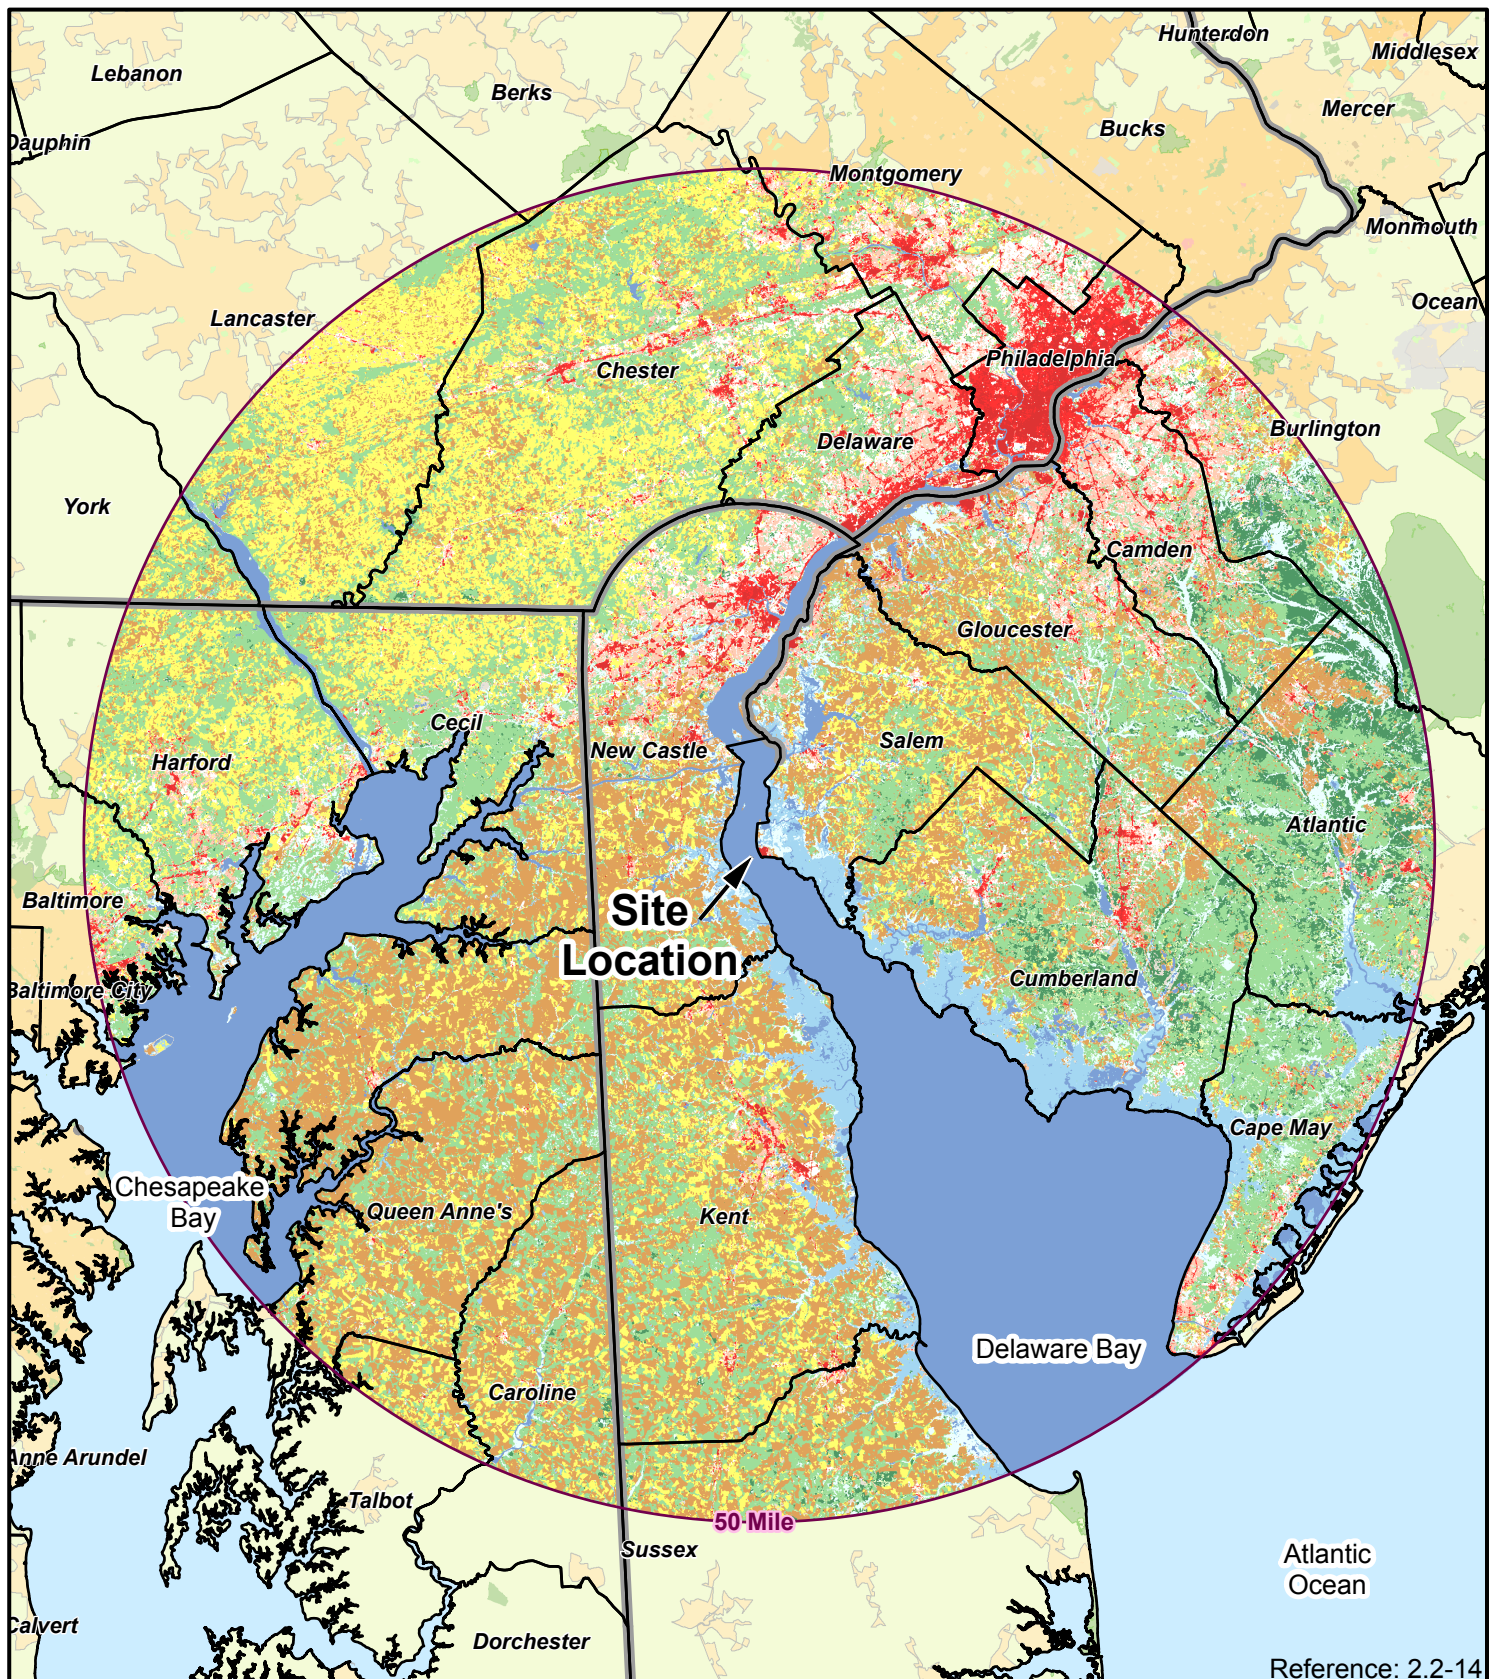 Hunterdon
Middlesex
Lebanon
Berks
Mercer
Bucks
Dauphin
Montgomery
Monmouth
Ocean
Lancaster
Philadelphia
Chester
Burlington
Delaware
York
Camden
Gloucester
Cecil
Salem
New Castle
Harford
Atlantic
Baltimore
Site
Location
Cumberland
Baltimore City
Cape May
Chesapeake
Bay
Queen Anne's
Kent
Delaware Bay
Caroline
Anne Arundel
Talbot
50 Mile
Sussex
Atlantic
Ocean
Calvert
Dorchester
Reference: 2.2-14